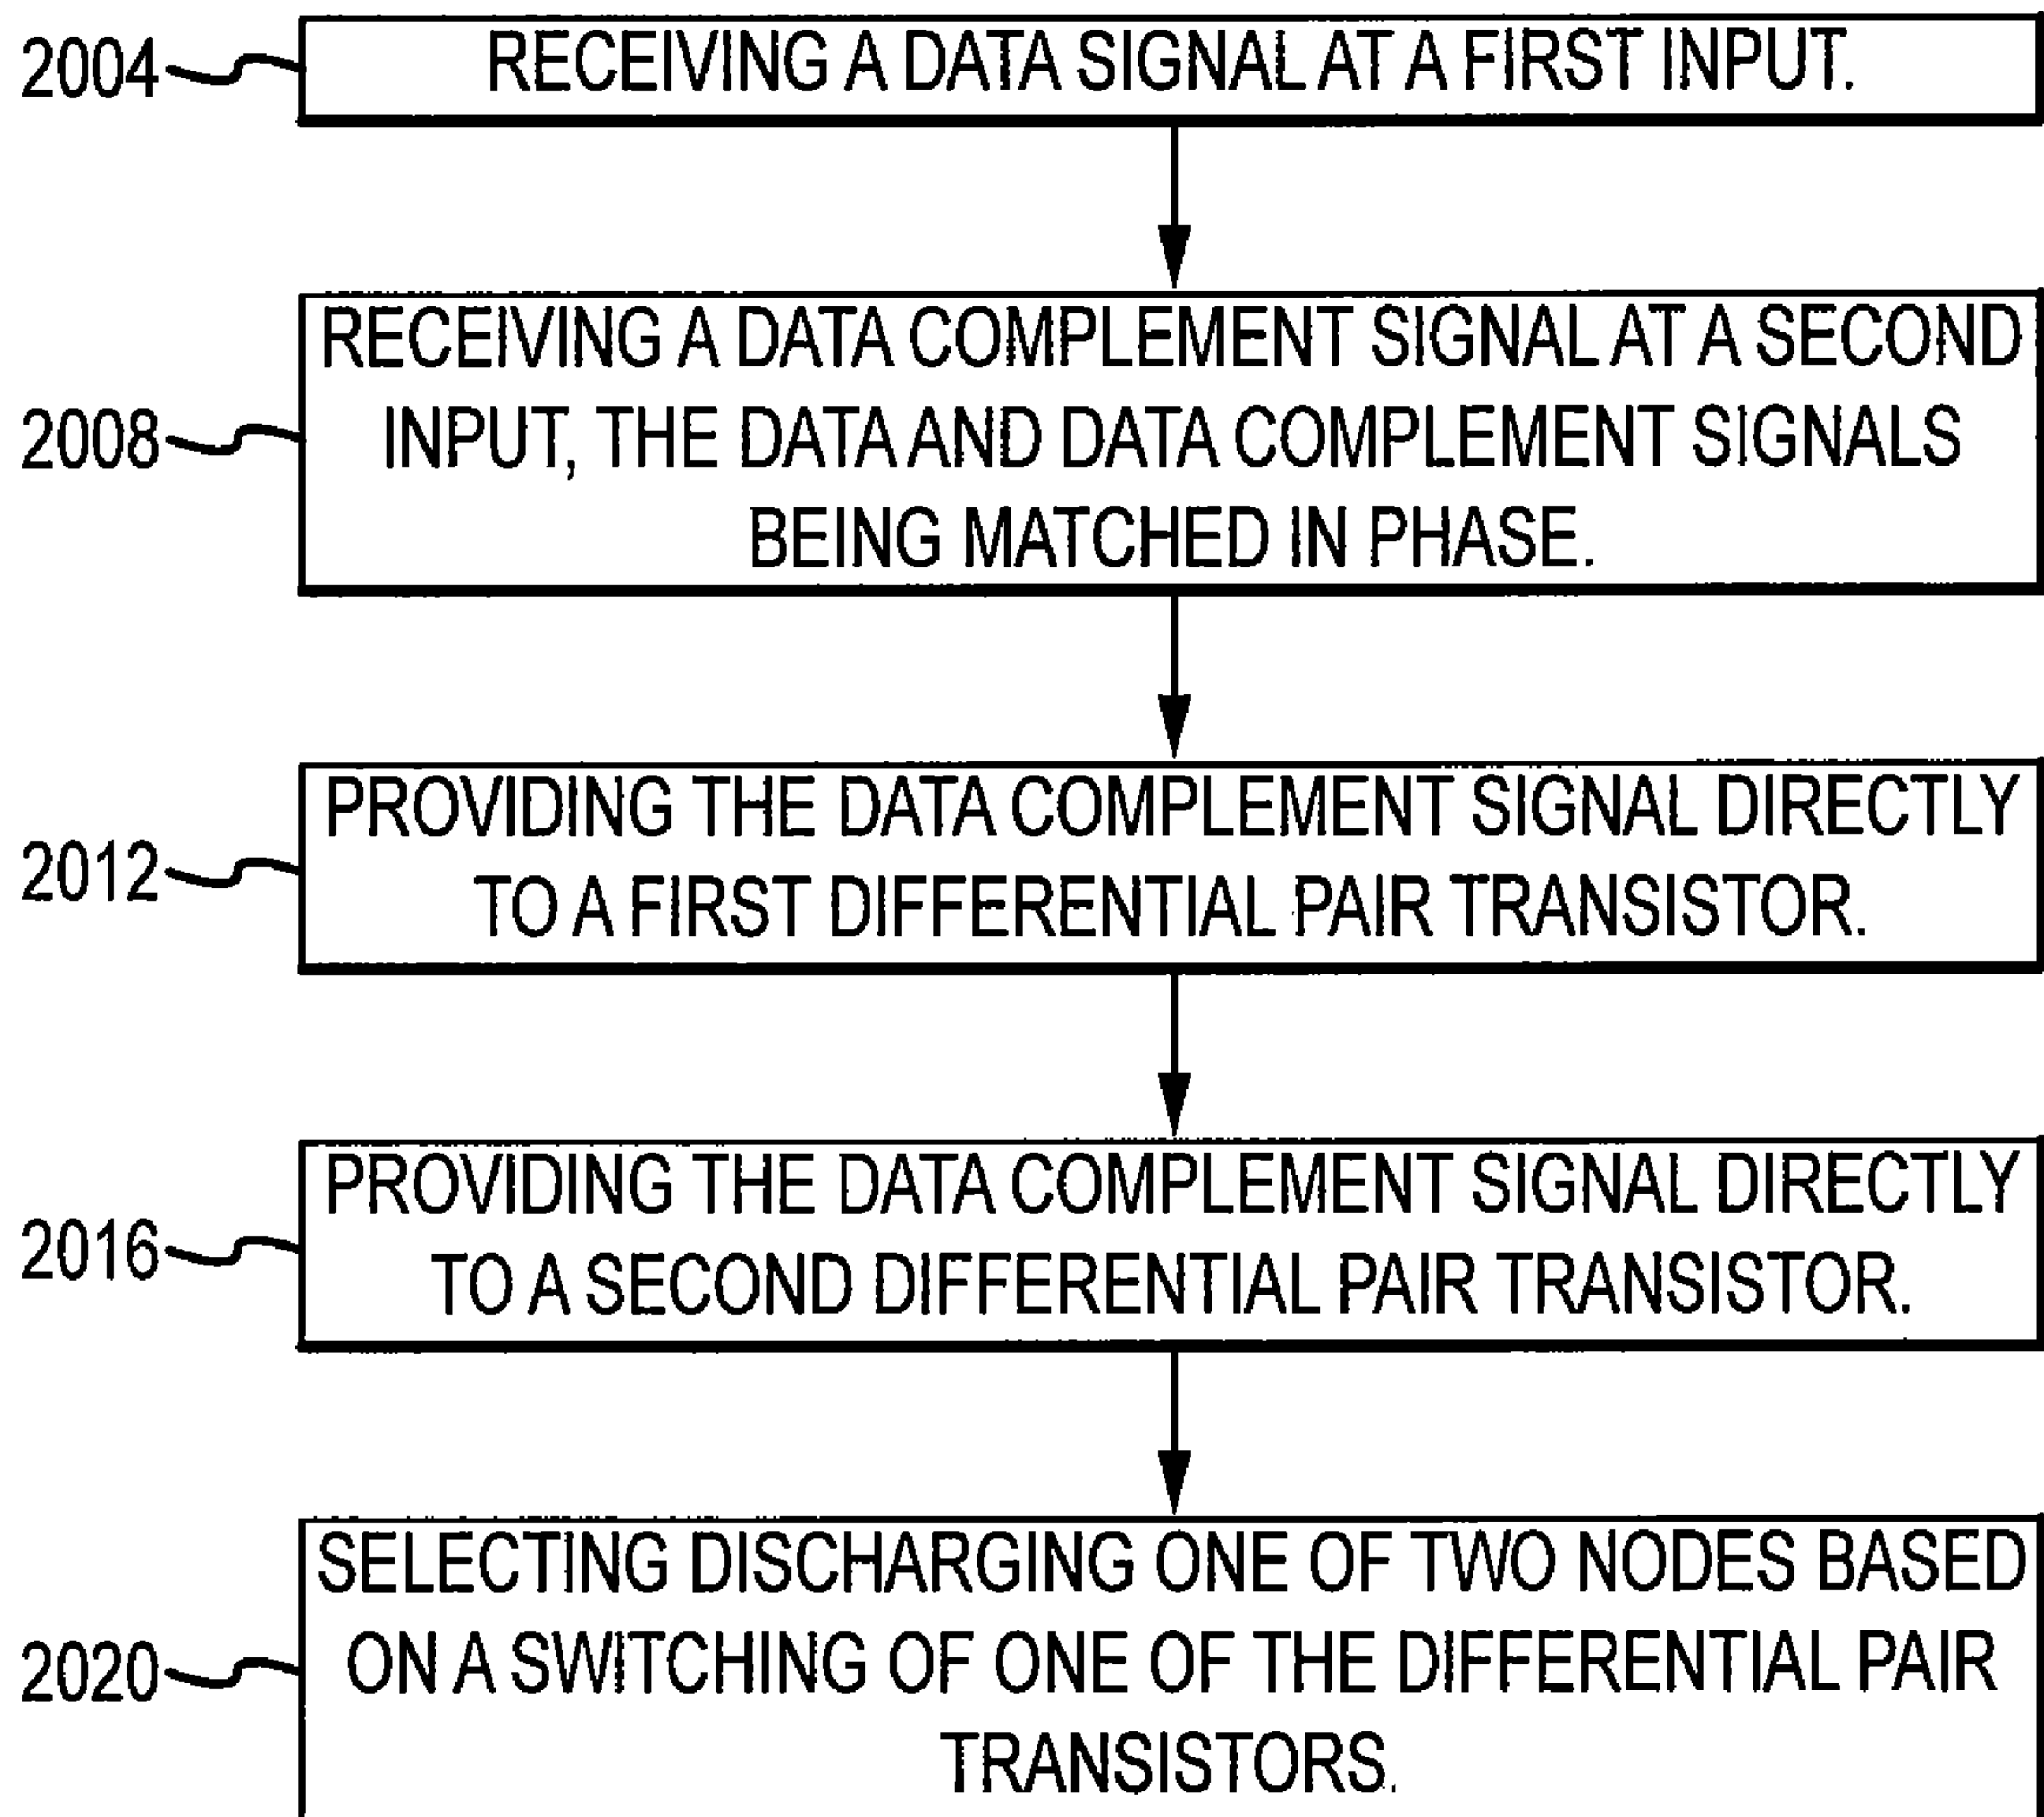 2004
RECEIVING A DATA SIGNAL AT A FIRST INPUT.
2008
RECEIVING A DATA COMPLEMENT SIGNAL AT A SECOND
INPUT, THE DATA AND DATA COMPLEMENT SIGNALS
BEING MATCHED IN PHASE.
2012
PROVIDING THE DATA COMPLEMENT SIGNAL DIRECTLY
TO A FIRST DIFFERENTIAL PAIR TRANSISTOR.
2016
PROVIDING THE DATA COMPLEMENT SIGNAL DIRECTLY
TO A SECOND DIFFERENTIAL PAIR TRANSISTOR.
2020
SELECTING DISCHARGING ONE OF TWO NODES BASED
ON A SWITCHING OF ONE OF THE DIFFERENTIAL PAIR
TRANSISTORS.